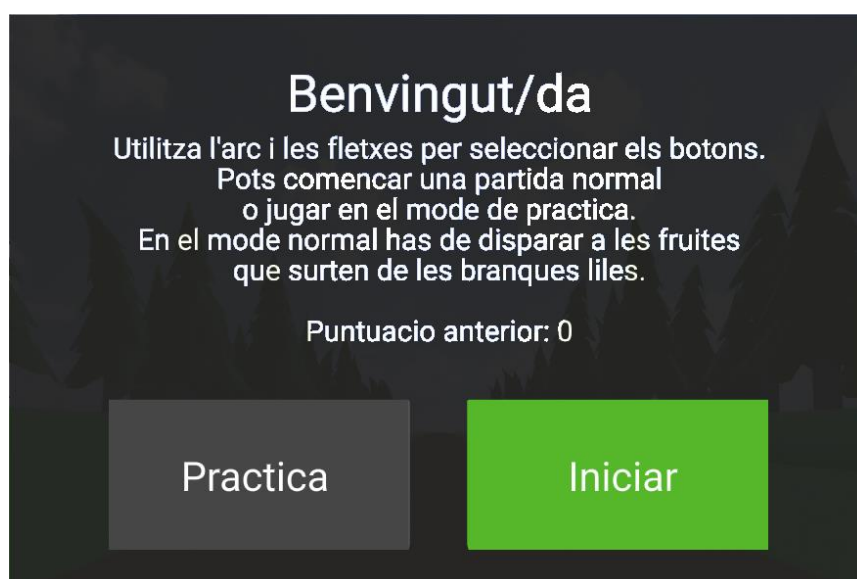 Benvingut/da
Utilitza l'arc i les fletxes per seleccionar els botons.
Pots comencar una partida normal
o jugar en el mode de practica.
En el mode normal has de disparar a les fruites
que surten de les branques liles.
Puntuacio anterior: 0
Practica
Iniciar